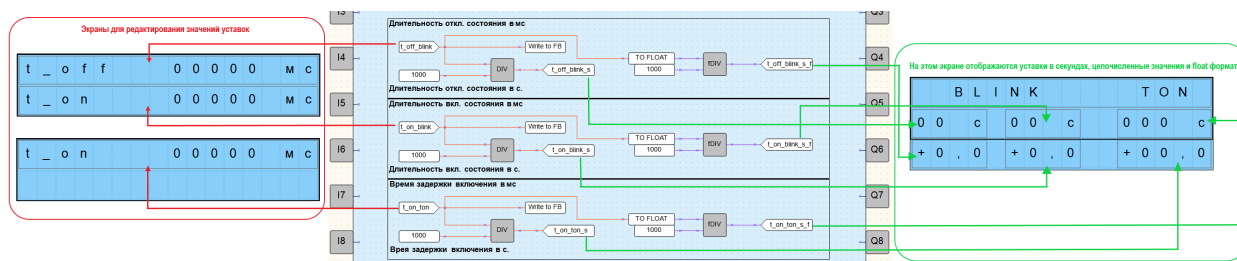 Экраны для редактирования значений уставок
t _ o f f 0 0 0 0 0 м с
t _ o n 0 0 0 0 0 м с
t _ o n 0 0 0 0 0 м с
I3
I4
I5
I6
I7
I8
Длительность откл. состояния в мс
t_off_blink
Write to FB
1000
DIV
t_off_blink_s
TO FLOAT
1000
fDIV
t_off_blink_s_f
Длительность откл. состояния в с.
Длительность вкл. состояния в мс
t_on_blink
Write to FB
1000
DIV
t_on_blink_s
TO FLOAT
1000
fDIV
t_on_blink_s_f
Длительность вкл. состояния в с.
Время задержки включения в мс
t_on_ton
Write to FB
1000
DIV
t_on_ton_s
TO FLOAT
1000
fDIV
t_on_ton_s_f
Врея задержки включения в с.
Q3
Q4
Q5
Q6
Q7
Q8
На этом экране отображаются уставки в секундах, целочисленные значения и float формат
B L I N K T O N
0 0 с 0 0 с 0 0 0 с
+ 0 , 0 + 0 , 0 + 0 0 , 0